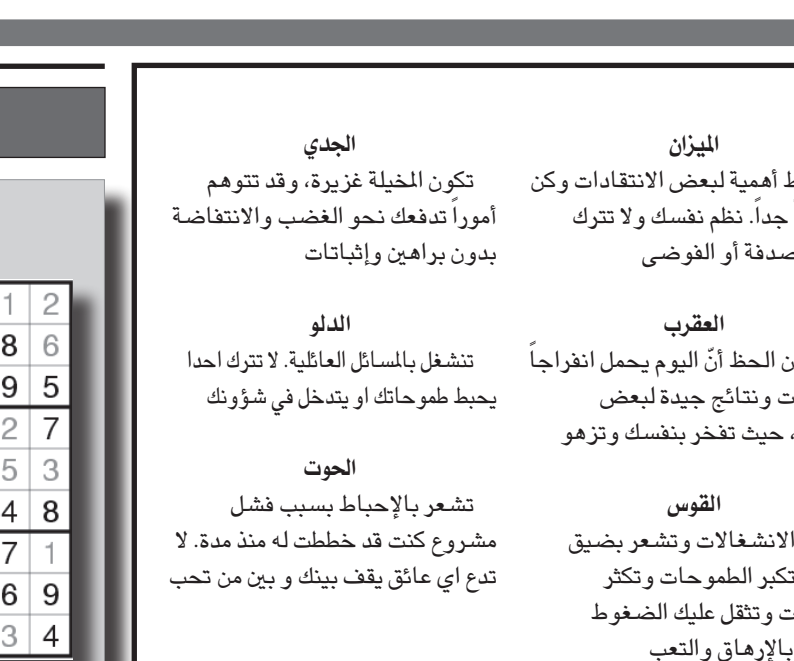 الميزان
أهمية لبعض الانتقادات وكن
جداً. نظم نفسك ولا تترك
أو الفوضى
العقرب
الحظ أنّ اليوم يحمل انفراجاً
ونتائج جيدة لبعض
، حيث تفخر بنفسك وتزهو
القوس
الانشغالات وتشعر بضيق
تكبر الطموحات وتكثر
وتثقل عليك الضغوط
بالإرهاق والتعب
الجدي
تكون المخيلة غزيرة، وقد تتوهم
أموراً تدفعك نحو الغضب والانتفاضة
بدون براهين وإثباتات
الدلو
تنشغل بالمسائل العائلية. لا تترك احدا
يحبط طموحاتك او يتدخل في شؤونك
الحوت
تشعر بالإحباط بسبب فشل
مشروع كنت قد خططت له منذ مدة. لا
تدع اي عائق يقف بينك و بين من تحب
1 2
8 6
9 5
2 7
5 3
4 8
7 1
6 9
3 4